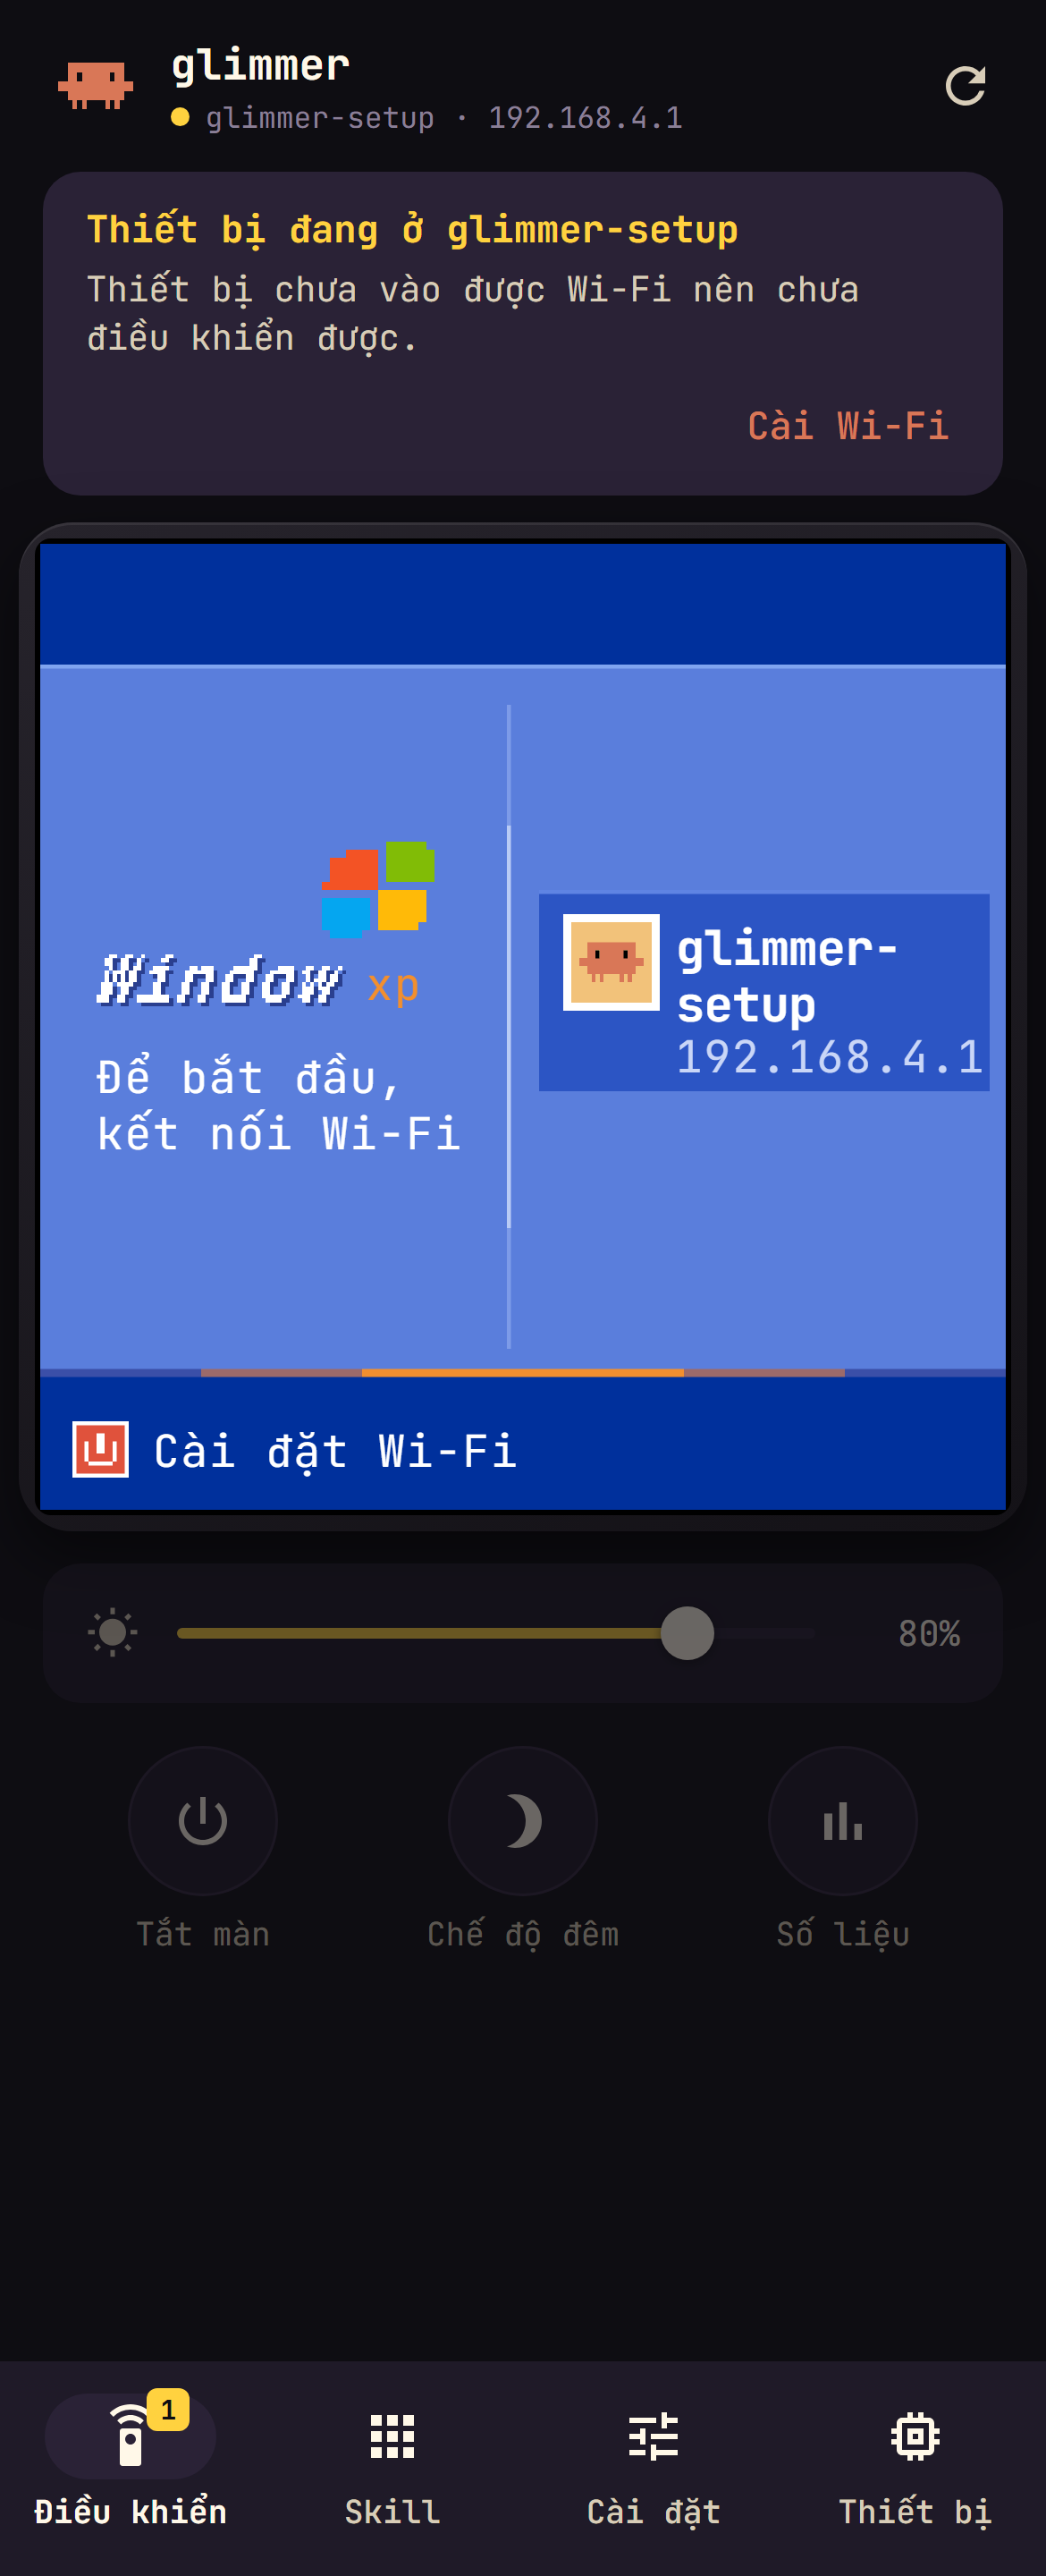 glimmer
glimmer-setup · 192.168.4.1
Thiết bị đang ở glimmer-setup
Thiết bị chưa vào được Wi-Fi nên chưa
điều khiển được.
Cài Wi-Fi
Window xp
Để bắt đầu,
kết nối Wi-Fi
glimmer-
setup
192.168.4.1
Cài đặt Wi-Fi
80%
Tắt màn
Chế độ đêm
Số liệu
1
Điều khiển
Skill
Cài đặt
Thiết bị